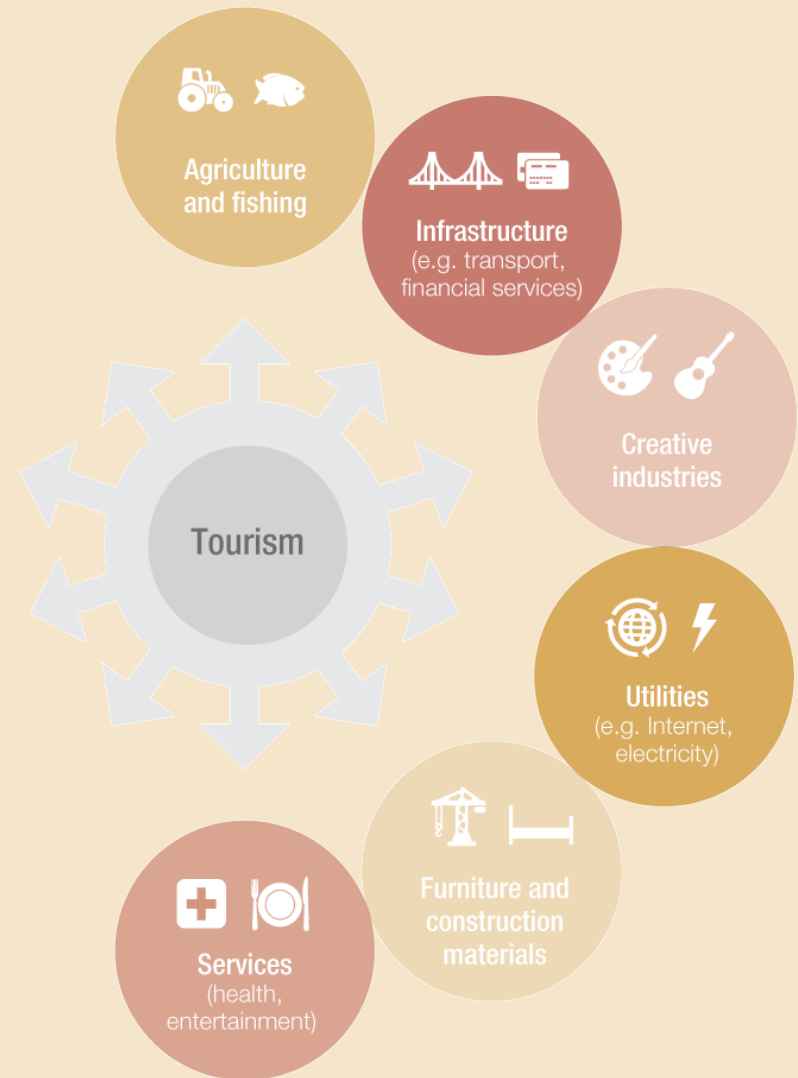 Agriculture
and fishing
Infrastructure
(e.g. transport,
financial services)
Creative
industries
Tourism
Utilities
(e.g. Internet,
electricity)
Furniture and
construction
materials
Services
(health,
entertainment)